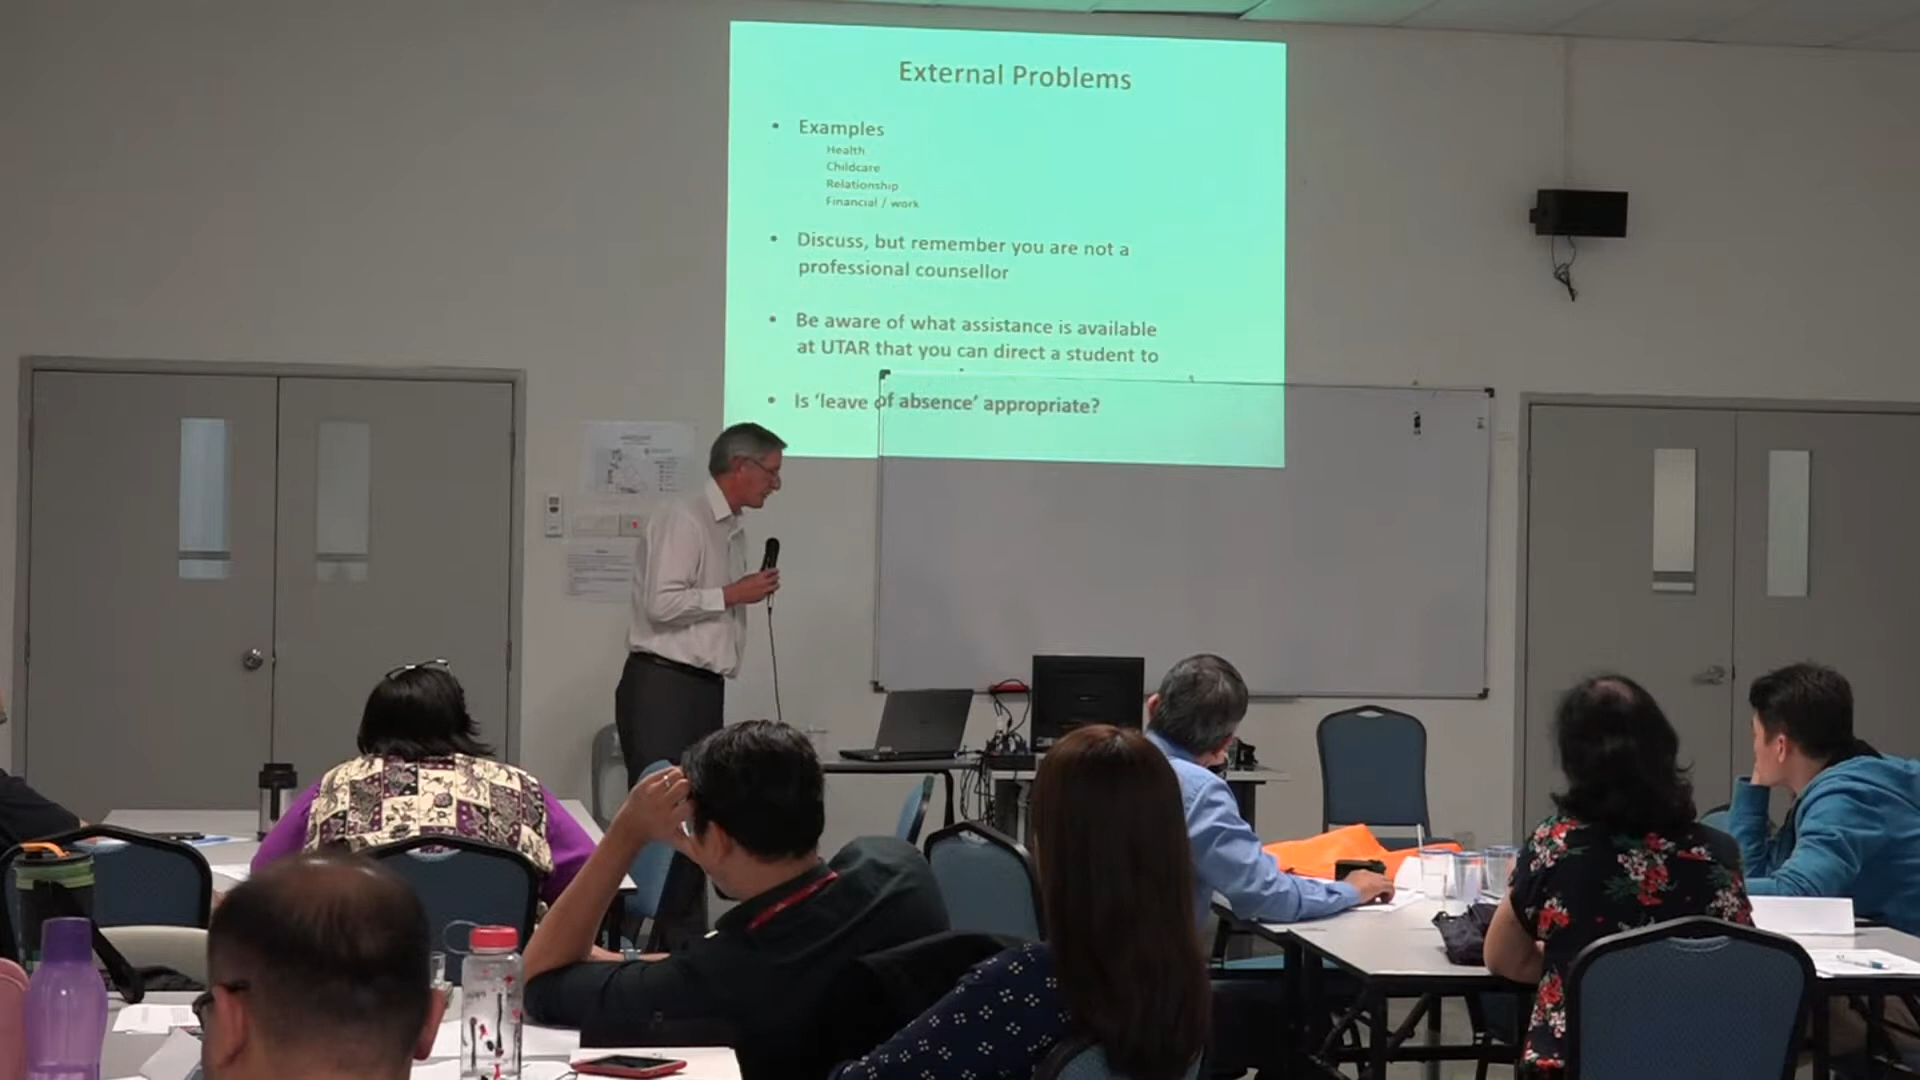 External Problems
• Examples
Health
Childcare
Relationship
Financial / work
• Discuss, but remember you are not a
professional counsellor
• Be aware of what assistance is available
at UTAR that you can direct a student to
• Is ‘leave of absence’ appropriate?